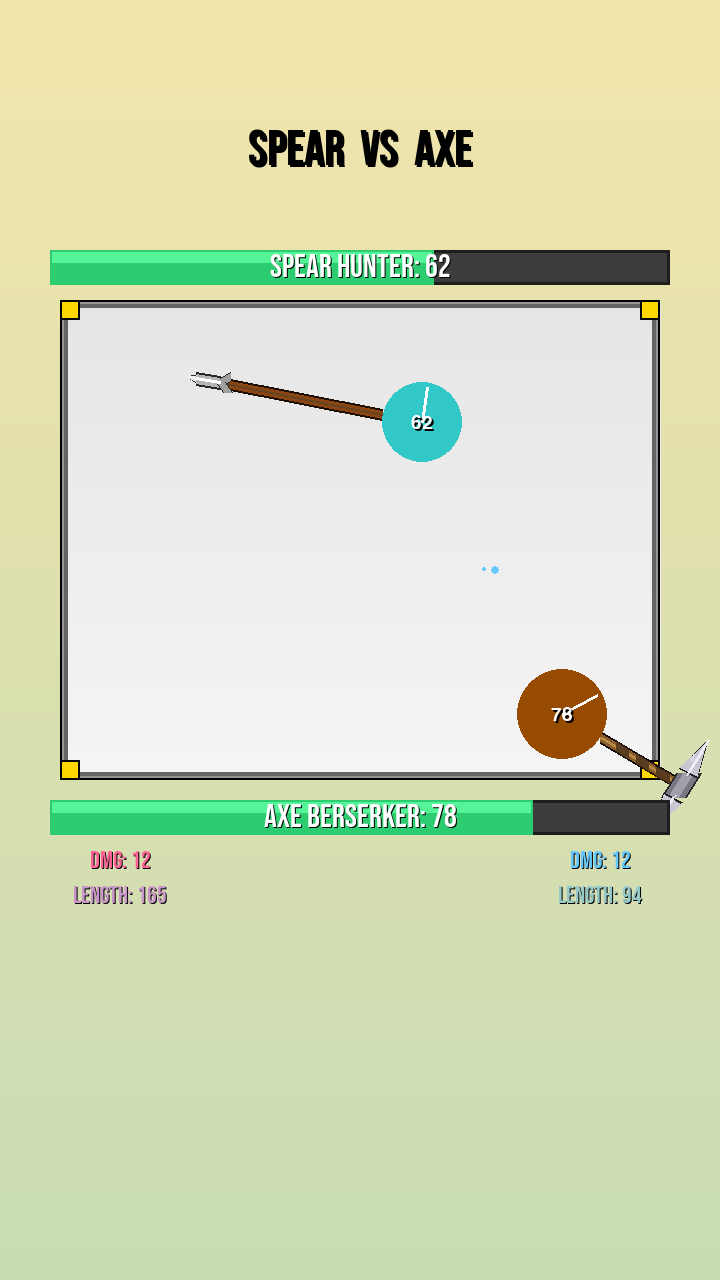 SPEAR VS AXE
SPEAR HUNTER: 62
62
78
AXE BERSERKER: 78
DMG: 12
DMG: 12
LENGTH: 165
LENGTH: 94